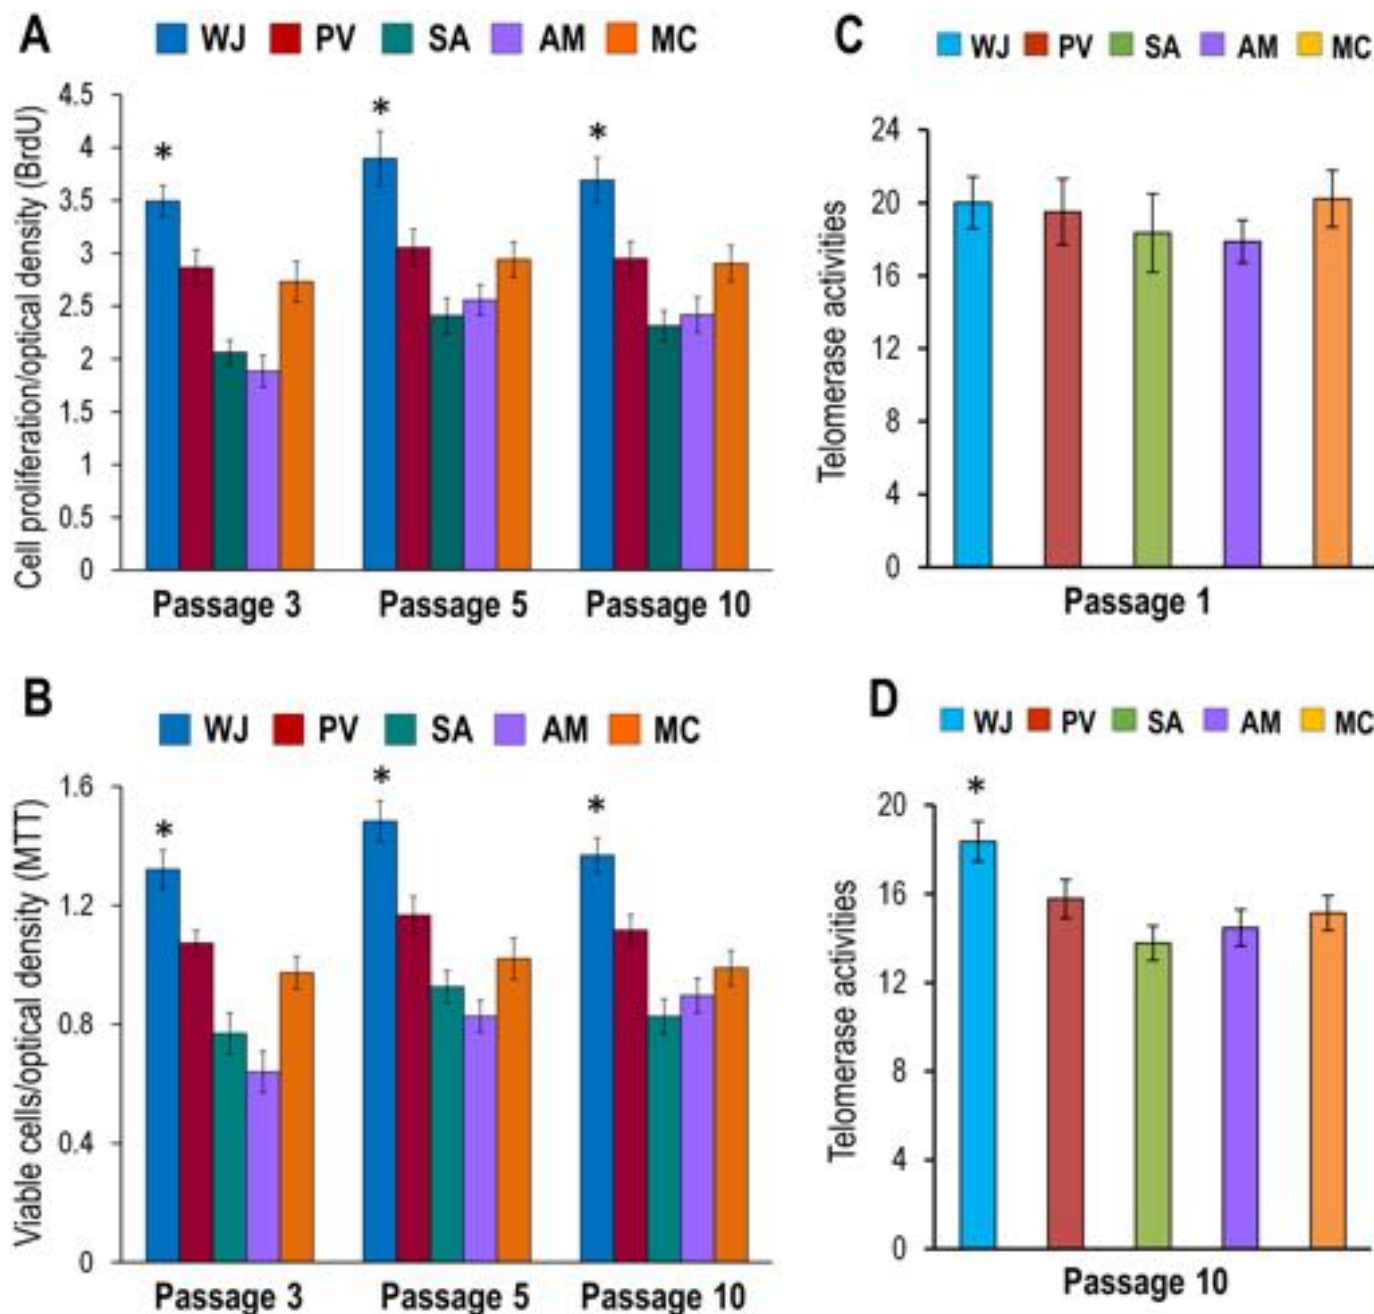 A
WJ PV SA AM MC
Cell proliferation/optical density (BrdU)
4.5
4
3.5
3
2.5
2
1.5
1
0.5
0
Passage 3 Passage 5 Passage 10
* * *
B
WJ PV SA AM MC
Viable cells/optical density (MTT)
1.6
1.2
0.8
0.4
0
Passage 3 Passage 5 Passage 10
* * *
C
WJ PV SA AM MC
Telomerase activities
24
20
16
12
8
4
0
Passage 1
D
WJ PV SA AM MC
Telomerase activities
20
16
12
8
4
0
*
Passage 10